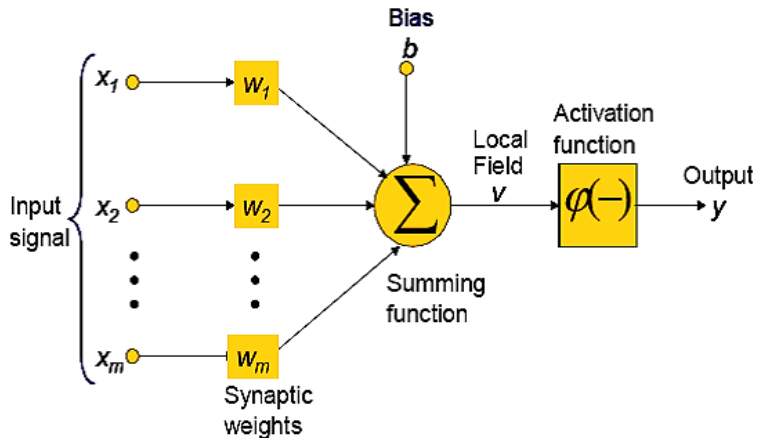 Bias
b
x₁
w₁
Activation
function
Local
Field
v
Input
signal
x₂
w₂
Σ
φ(−)
Output
y
Summing
function
xₘ
wₘ
Synaptic
weights